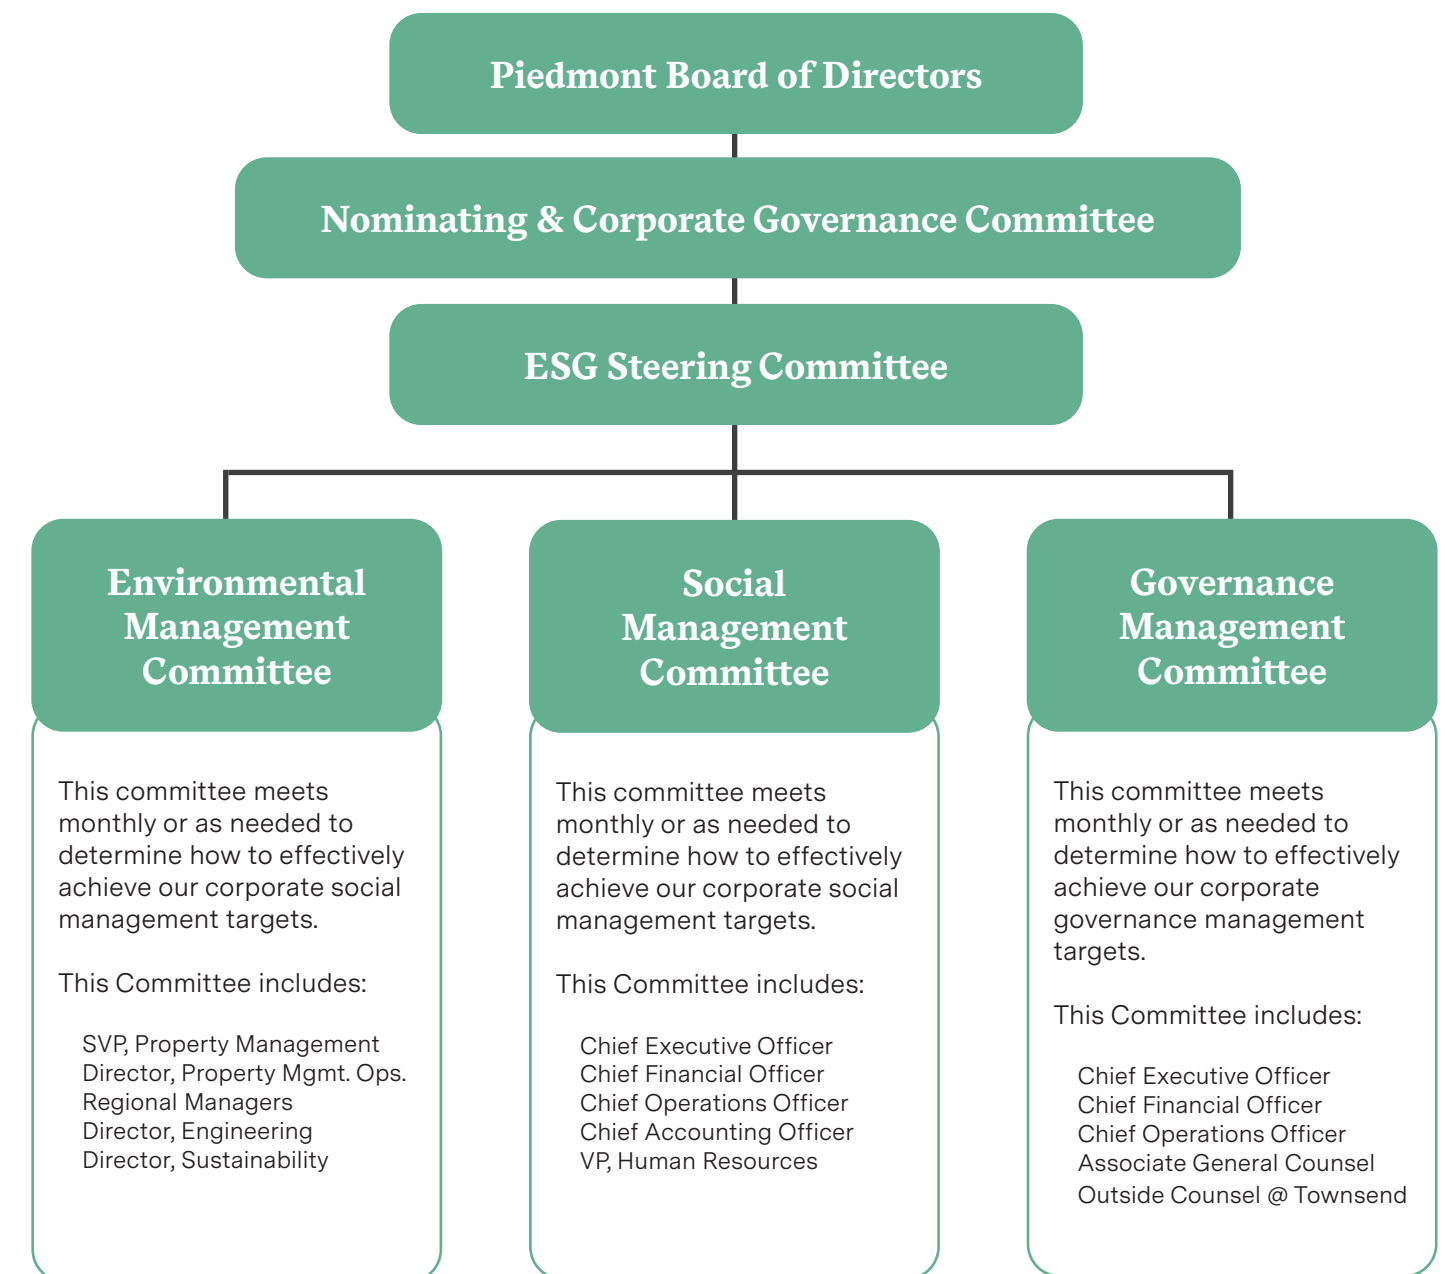 Piedmont Board of Directors
Nominating & Corporate Governance Committee
ESG Steering Committee
Environmental
Management
Committee
This committee meets
monthly or as needed to
determine how to effectively
achieve our corporate social
management targets.
This Committee includes:
SVP, Property Management
Director, Property Mgmt. Ops.
Regional Managers
Director, Engineering
Director, Sustainability
Social
Management
Committee
This committee meets
monthly or as needed to
determine how to effectively
achieve our corporate social
management targets.
This Committee includes:
Chief Executive Officer
Chief Financial Officer
Chief Operations Officer
Chief Accounting Officer
VP, Human Resources
Governance
Management
Committee
This committee meets
monthly or as needed to
determine how to effectively
achieve our corporate
governance management
targets.
This Committee includes:
Chief Executive Officer
Chief Financial Officer
Chief Operations Officer
Associate General Counsel
Outside Counsel @ Townsend